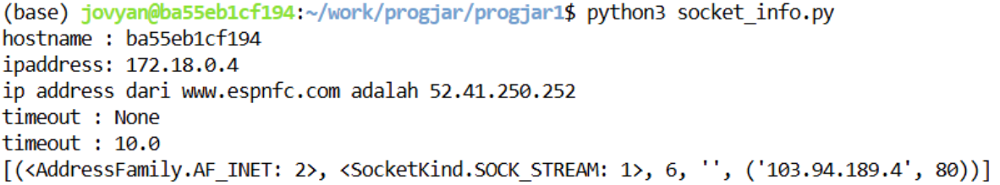 (base) jovyan@ba55eb1cf194:~/work/progjar/progjar1$ python3 socket_info.py
hostname : ba55eb1cf194
ipaddress: 172.18.0.4
ip address dari www.espnfc.com adalah 52.41.250.252
timeout : None
timeout : 10.0
[(<AddressFamily.AF_INET: 2>, <SocketKind.SOCK_STREAM: 1>, 6, '', ('103.94.189.4', 80))]